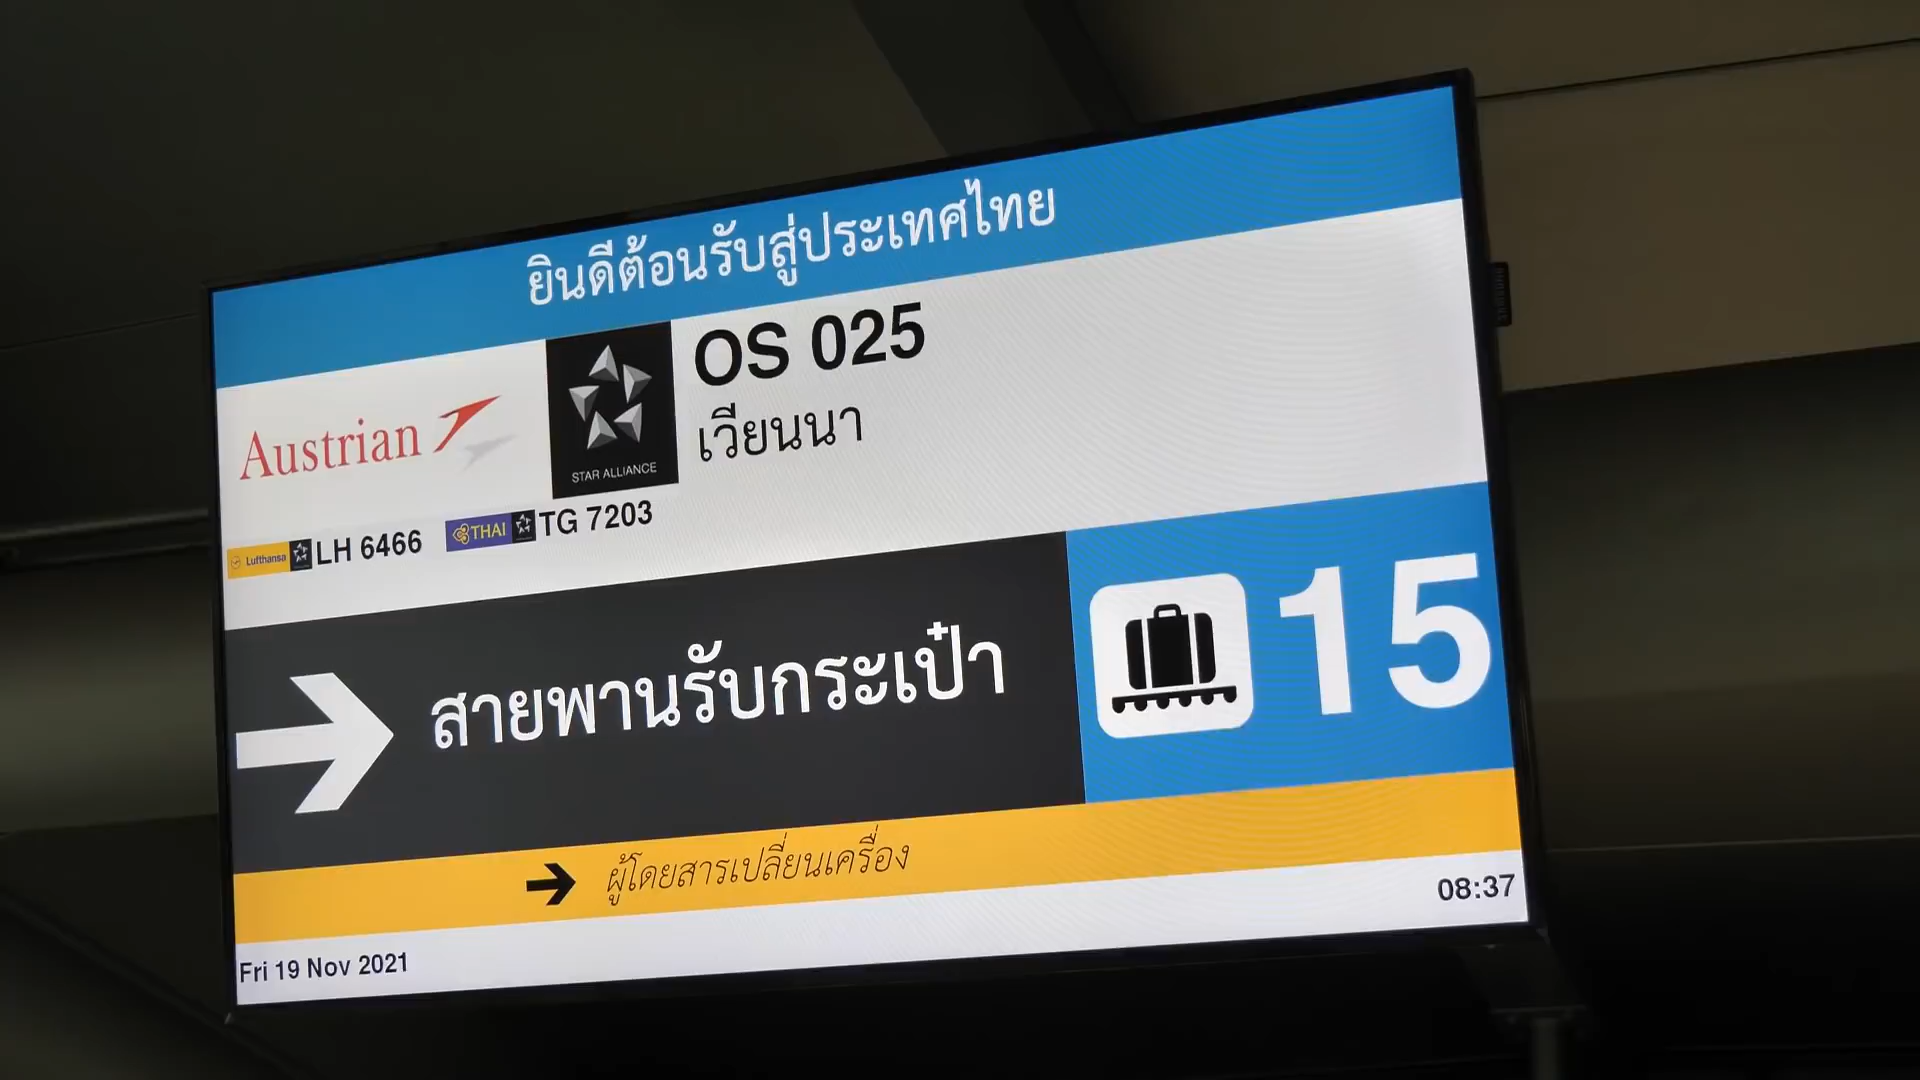 ยินดีต้อนรับสู่ประเทศไทย
Austrian
STAR ALLIANCE
OS 025
เวียนนา
Lufthansa LH 6466 THAI TG 7203
สายพานรับกระเป๋า 15
ผู้โดยสารเปลี่ยนเครื่อง
08:37
Fri 19 Nov 2021
SAMSUNG